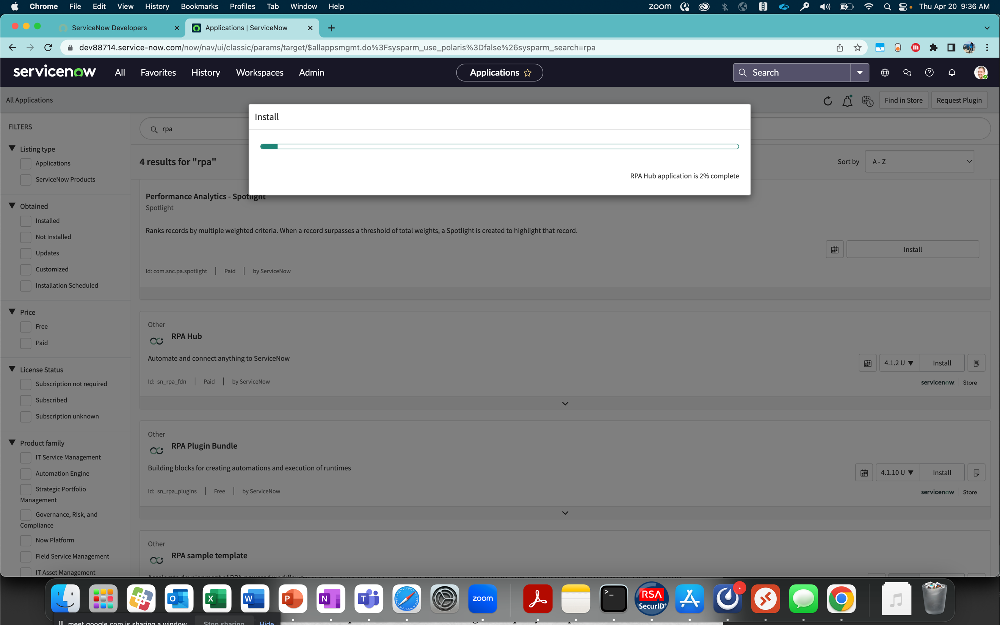 Chrome File Edit View History Bookmarks Profiles Tab Window Help zoom Thu Apr 20 9:36 AM
ServiceNow Developers Applications | ServiceNow
dev88714.service-now.com/now/nav/ui/classic/params/target/$allappsmgmt.do%3Fsysparm_use_polaris%3Dfalse%26sysparm_search=rpa
servicenow All Favorites History Workspaces Admin Applications Search
All Applications Find in Store Request Plugin
Install
RPA Hub application is 2% complete
FILTERS
Listing type
Applications
ServiceNow Products
Obtained
Installed
Not Installed
Updates
Customized
Installation Scheduled
Price
Free
Paid
License Status
Subscription not required
Subscribed
Subscription unknown
Product family
IT Service Management
Automation Engine
Strategic Portfolio
Management
Governance, Risk, and
Compliance
Now Platform
Field Service Management
IT Asset Management
rpa
4 results for "rpa" Sort by A - Z
Performance Analytics - Spotlight
Spotlight
Ranks records by multiple weighted criteria. When a record surpasses a threshold of total weights, a Spotlight is created to highlight that record.
Install
Id: com.snc.pa.spotlight | Paid | by ServiceNow
Other
RPA Hub
Automate and connect anything to ServiceNow
4.1.2 U Install
Id: sn_rpa_fdn | Paid | by ServiceNow
servicenow Store
Other
RPA Plugin Bundle
Building blocks for creating automations and execution of runtimes
4.1.10 U Install
Id: sn_rpa_plugins | Free | by ServiceNow
servicenow Store
Other
RPA sample template
Accelerate development of RPA-powered workflows
zoom RSA SecurID
meet.google.com is sharing a window. Stop sharing Hide